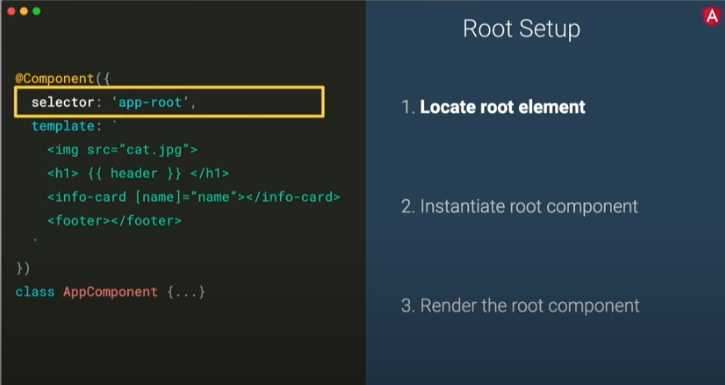 Root Setup
@Component({
selector: ‘app-root’,
template: `
<img src=“cat.jpg”>
<h1> {{ header }} </h1>
<info-card [name]=“name”></info-card>
<footer></footer>
`
})
class AppComponent {...}
1. Locate root element
2. Instantiate root component
3. Render the root component
A